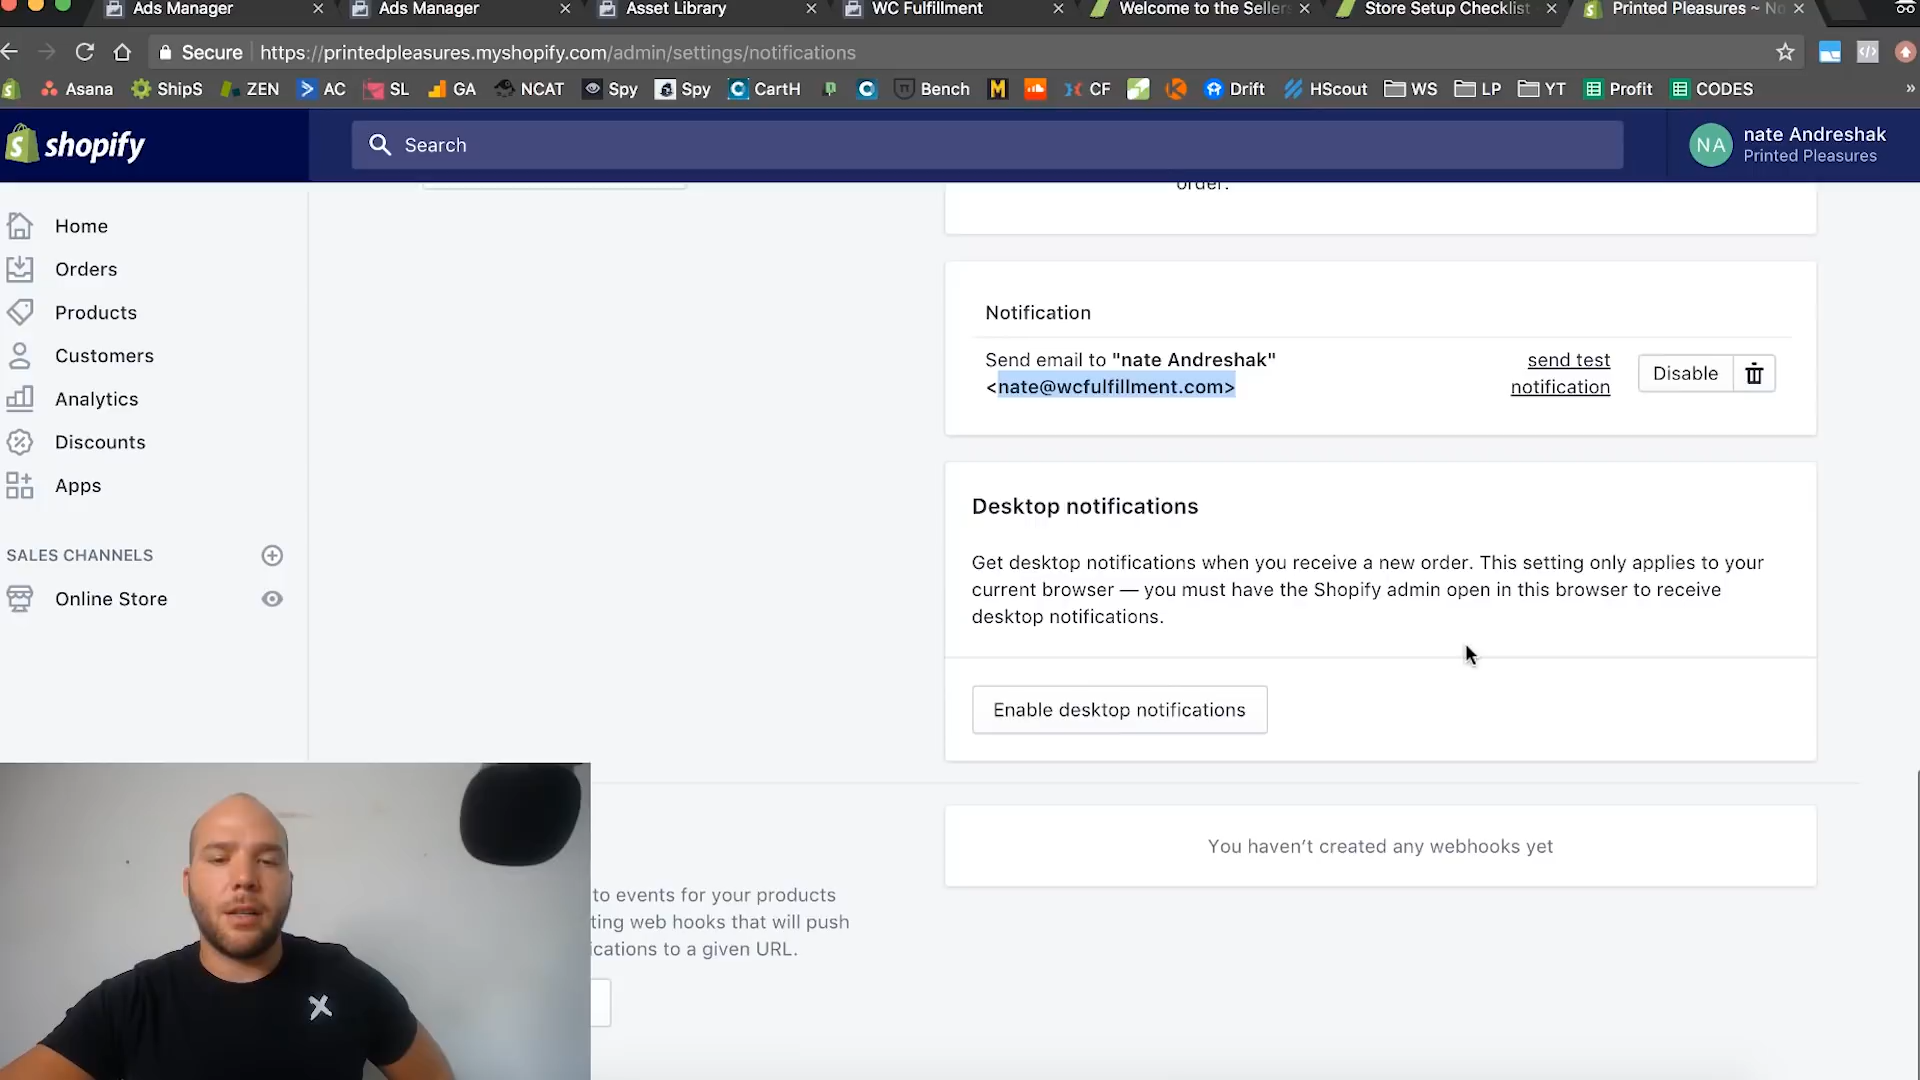 Ads Manager
Ads Manager
Asset Library
WC Fulfillment
Welcome to the Sellers
Store Setup Checklist
Printed Pleasures ~ No
Secure
https://printedpleasures.myshopify.com/admin/settings/notifications
Asana
ShipS
ZEN
AC
SL
GA
NCAT
Spy
Spy
CartH
Bench
CF
Drift
HScout
WS
LP
YT
Profit
CODES
»
shopify
Search
NA
nate Andreshak
Printed Pleasures
Home
Orders
Products
Customers
Analytics
Discounts
Apps
SALES CHANNELS
Online Store
order.
Notification
Send email to "nate Andreshak"
<nate@wcfulfillment.com>
send test
notification
Disable
Desktop notifications
Get desktop notifications when you receive a new order. This setting only applies to your
current browser — you must have the Shopify admin open in this browser to receive
desktop notifications.
Enable desktop notifications
You haven’t created any webhooks yet
to events for your products
ting web hooks that will push
ications to a given URL.